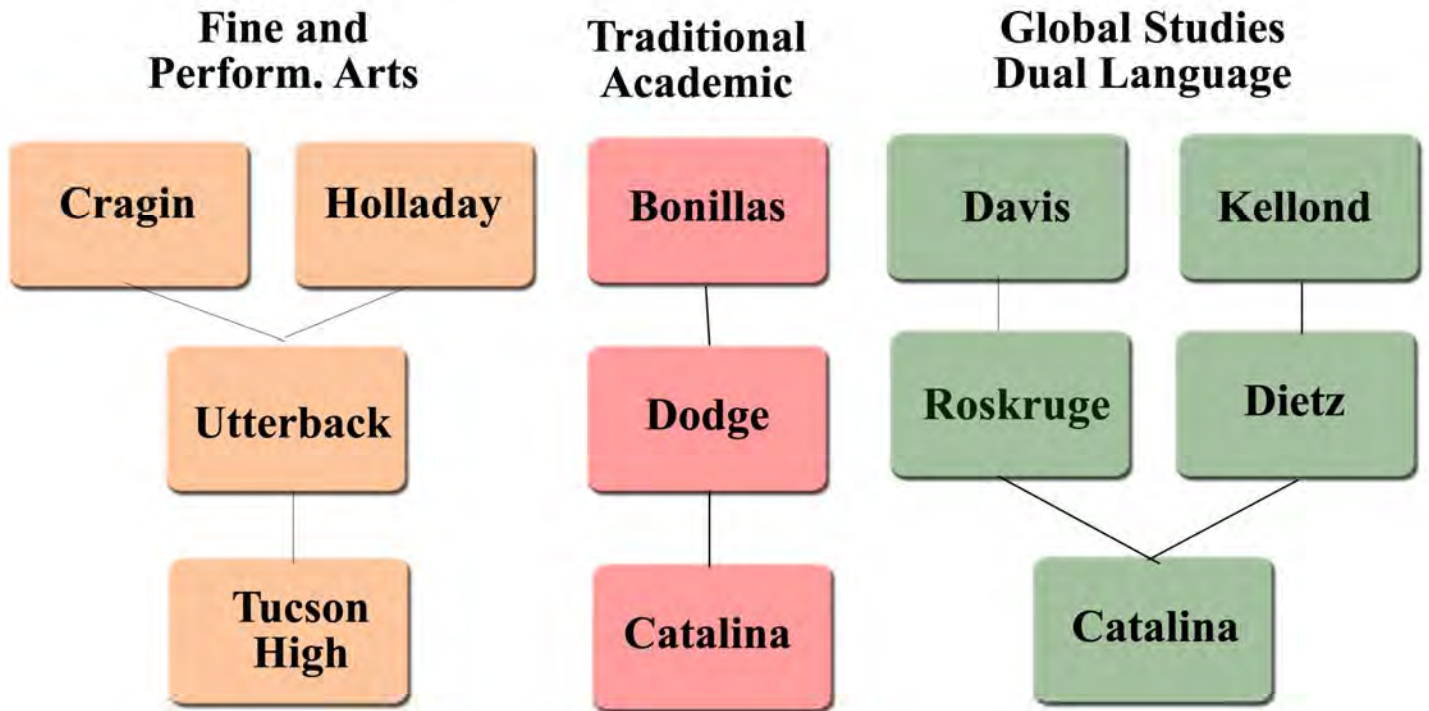 Fine and
Perform. Arts
Traditional
Academic
Global Studies
Dual Language
Cragin
Holladay
Bonillas
Davis
Kellond
Utterback
Dodge
Roskruge
Dietz
Tucson
High
Catalina
Catalina